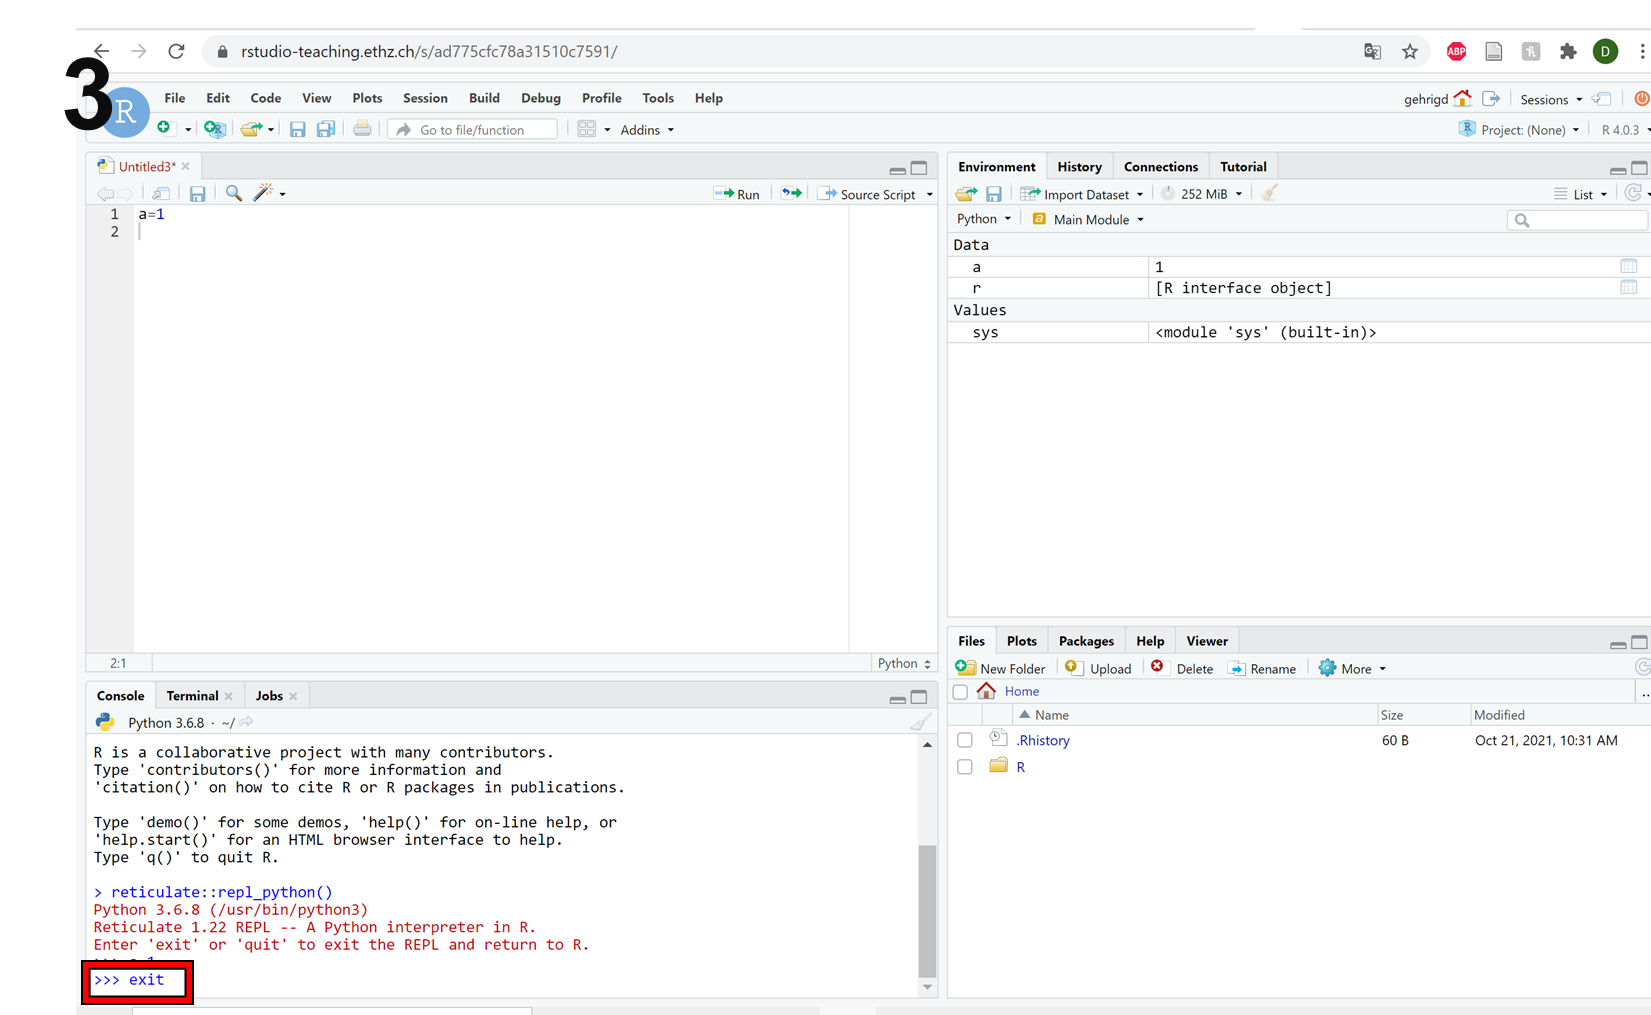 rstudio-teaching.ethz.ch/s/ad775cfc78a31510c7591/
ABP
D
3
R
File Edit Code View Plots Session Build Debug Profile Tools Help
gehrigd Sessions
Go to file/function Addins
Project: (None) R 4.0.3
Untitled3*
Run Source Script
1 a=1
2
2:1 Python
Console Terminal Jobs
Python 3.6.8 · ~/
R is a collaborative project with many contributors.
Type 'contributors()' for more information and
'citation()' on how to cite R or R packages in publications.
Type 'demo()' for some demos, 'help()' for on-line help, or
'help.start()' for an HTML browser interface to help.
Type 'q()' to quit R.
> reticulate::repl_python()
Python 3.6.8 (/usr/bin/python3)
Reticulate 1.22 REPL -- A Python interpreter in R.
Enter 'exit' or 'quit' to exit the REPL and return to R.
>>> exit
Environment History Connections Tutorial
Import Dataset 252 MiB List
Python Main Module
Data
a 1
r [R interface object]
Values
sys <module 'sys' (built-in)>
Files Plots Packages Help Viewer
New Folder Upload Delete Rename More
Home
Name Size Modified
.Rhistory 60 B Oct 21, 2021, 10:31 AM
R